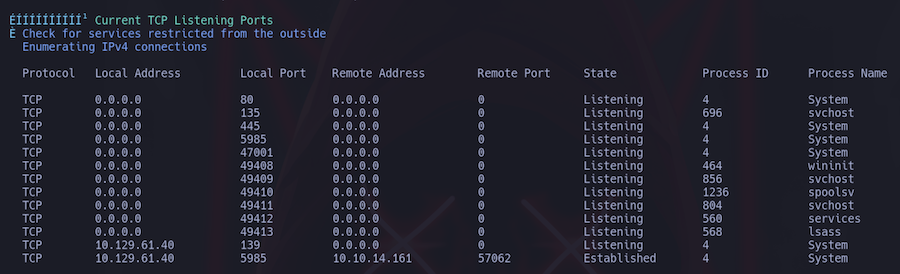 ÉÍÍÍÍÍÍÍÍÍÍ¹ Current TCP Listening Ports
È Check for services restricted from the outside
Enumerating IPv4 connections
Protocol Local Address Local Port Remote Address Remote Port State Process ID Process Name
TCP 0.0.0.0 80 0.0.0.0 0 Listening 4 System
TCP 0.0.0.0 135 0.0.0.0 0 Listening 696 svchost
TCP 0.0.0.0 445 0.0.0.0 0 Listening 4 System
TCP 0.0.0.0 5985 0.0.0.0 0 Listening 4 System
TCP 0.0.0.0 47001 0.0.0.0 0 Listening 4 System
TCP 0.0.0.0 49408 0.0.0.0 0 Listening 464 wininit
TCP 0.0.0.0 49409 0.0.0.0 0 Listening 856 svchost
TCP 0.0.0.0 49410 0.0.0.0 0 Listening 1236 spoolsv
TCP 0.0.0.0 49411 0.0.0.0 0 Listening 804 svchost
TCP 0.0.0.0 49412 0.0.0.0 0 Listening 560 services
TCP 0.0.0.0 49413 0.0.0.0 0 Listening 568 lsass
TCP 10.129.61.40 139 0.0.0.0 0 Listening 4 System
TCP 10.129.61.40 5985 10.10.14.161 57062 Established 4 System